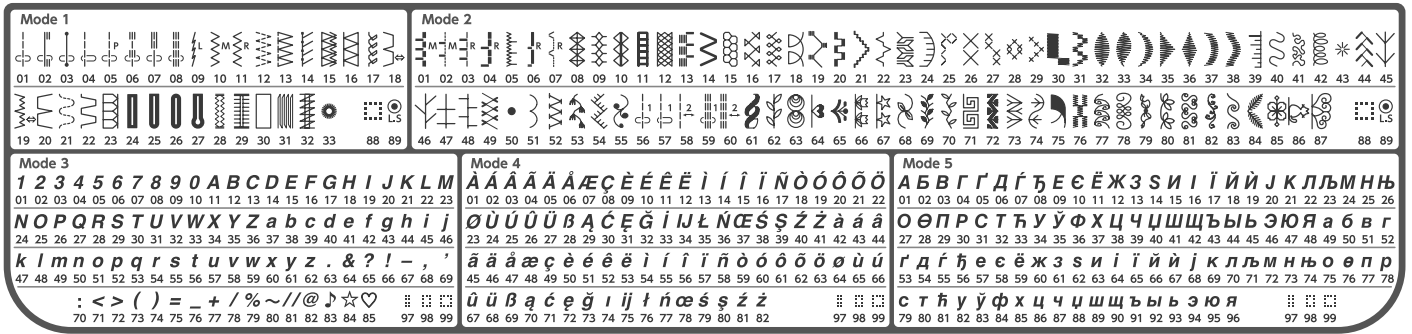 Mode 1
P L M R
01 02 03 04 05 06 07 08 09 10 11 12 13 14 15 16 17 18
L.S
19 20 21 22 23 24 25 26 27 28 29 30 31 32 33 88 89
Mode 2
M M R R R
01 02 03 04 05 06 07 08 09 10 11 12 13 14 15 16 17 18 19 20 21 22 23 24 25 26 27 28 29 30 31 32 33 34 35 36 37 38 39 40 41 42 43 44 45
1 1 2 1 2 L.S
46 47 48 49 50 51 52 53 54 55 56 57 58 59 60 61 62 63 64 65 66 67 68 69 70 71 72 73 74 75 76 77 78 79 80 81 82 83 84 85 86 87 88 89
Mode 3
1 2 3 4 5 6 7 8 9 0 A B C D E F G H I J K L M
01 02 03 04 05 06 07 08 09 10 11 12 13 14 15 16 17 18 19 20 21 22 23
N O P Q R S T U V W X Y Z a b c d e f g h i j
24 25 26 27 28 29 30 31 32 33 34 35 36 37 38 39 40 41 42 43 44 45 46
k l m n o p q r s t u v w x y z . & ? ! – , ’
47 48 49 50 51 52 53 54 55 56 57 58 59 60 61 62 63 64 65 66 67 68 69
: < > ( ) = _ + / % ~ // @ ♪ ☆ ♡
70 71 72 73 74 75 76 77 78 79 80 81 82 83 84 85 97 98 99
Mode 4
À Á Â Ã Ä Å Æ Ç È É Ê Ë Ì Í Î Ï Ñ Ò Ó Ô Õ Ö
01 02 03 04 05 06 07 08 09 10 11 12 13 14 15 16 17 18 19 20 21 22
Ø Ù Ú Û Ü ß Ą Ć Ę Ğ İ IJ Ł Ń Œ Ś Ş Ź Ż à á â
23 24 25 26 27 28 29 30 31 32 33 34 35 36 37 38 39 40 41 42 43 44
ã ä å æ ç è é ê ë ì í î ï ñ ò ó ô õ ö ø ù ú
45 46 47 48 49 50 51 52 53 54 55 56 57 58 59 60 61 62 63 64 65 66
û ü ß ą ć ę ğ ı ij ł ń œ ś ş ź ż
67 68 69 70 71 72 73 74 75 76 77 78 79 80 81 82 97 98 99
Mode 5
А Б В Г Ґ Д Ѓ Ђ Е Є Ё Ж З Ѕ И І Ї Й Ѝ Ј К Л Љ М Н Њ
01 02 03 04 05 06 07 08 09 10 11 12 13 14 15 16 17 18 19 20 21 22 23 24 25 26
О Ө П Р С Т Ћ У Ў Ф Х Ц Ч Џ Ш Щ Ъ Ы Ь Э Ю Я а б в г
27 28 29 30 31 32 33 34 35 36 37 38 39 40 41 42 43 44 45 46 47 48 49 50 51 52
ґ д ѓ ђ е є ё ж з ѕ и і ї й ѝ ј к л љ м н њ о ө п р
53 54 55 56 57 58 59 60 61 62 63 64 65 66 67 68 69 70 71 72 73 74 75 76 77 78
с т ћ у ў ф х ц ч џ ш щ ъ ы ь э ю я
79 80 81 82 83 84 85 86 87 88 89 90 91 92 93 94 95 96 97 98 99